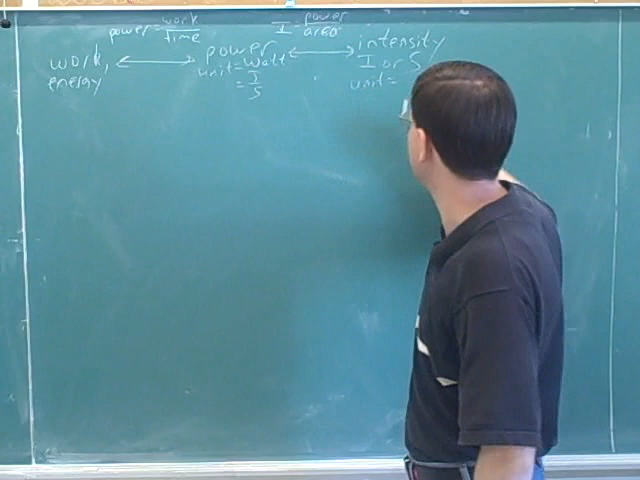 power = work/time
I = power/area
work, energy ↔ power ↔ intensity
unit = Watt
I or S
= J/S
unit =